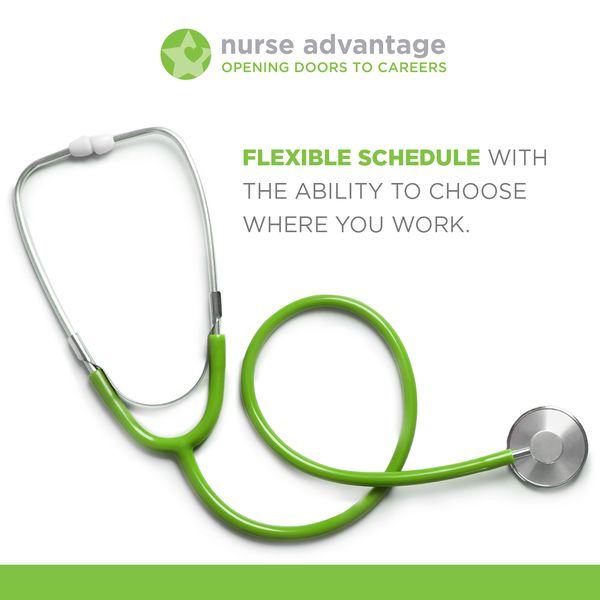 nurse advantage
OPENING DOORS TO CAREERS
FLEXIBLE SCHEDULE WITH
THE ABILITY TO CHOOSE
WHERE YOU WORK.